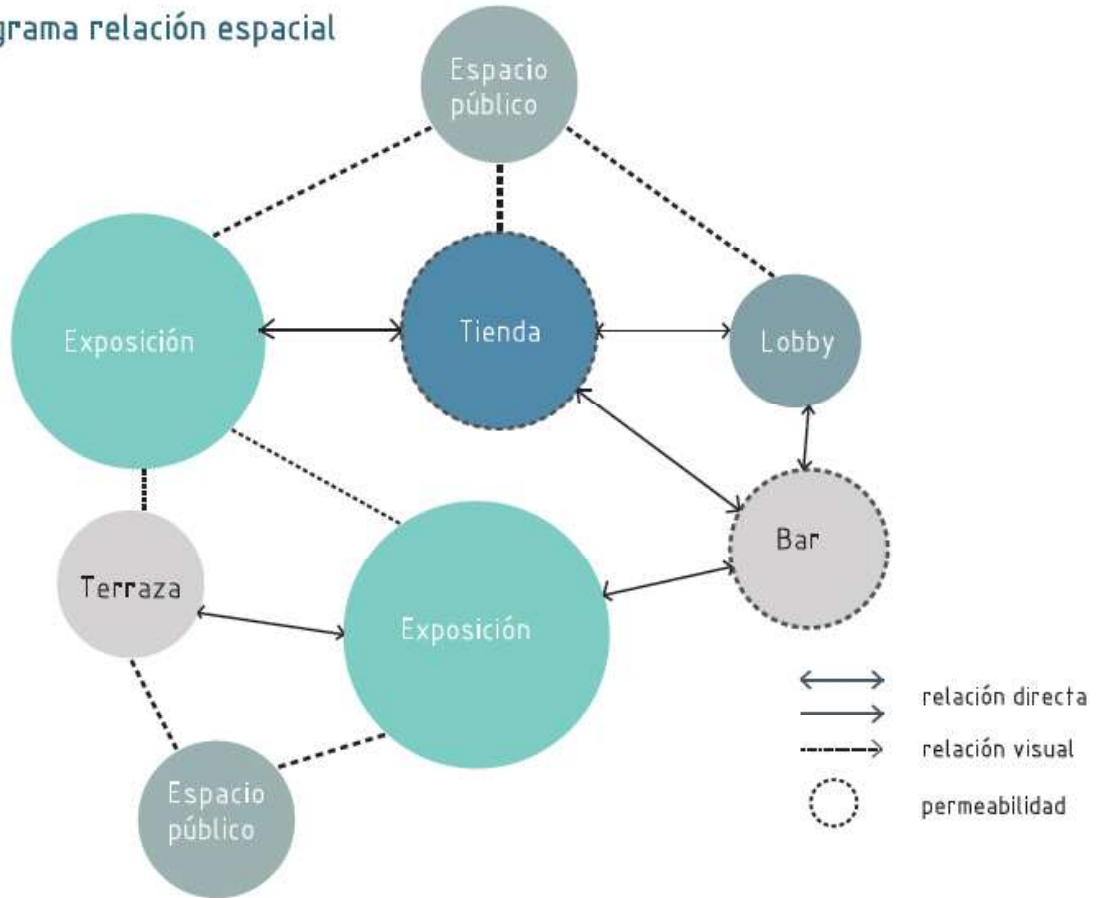 grama relación espacial
Espacio
público
Exposición
Tienda
Lobby
Bar
Terraza
Exposición
Espacio
público
relación directa
relación visual
permeabilidad